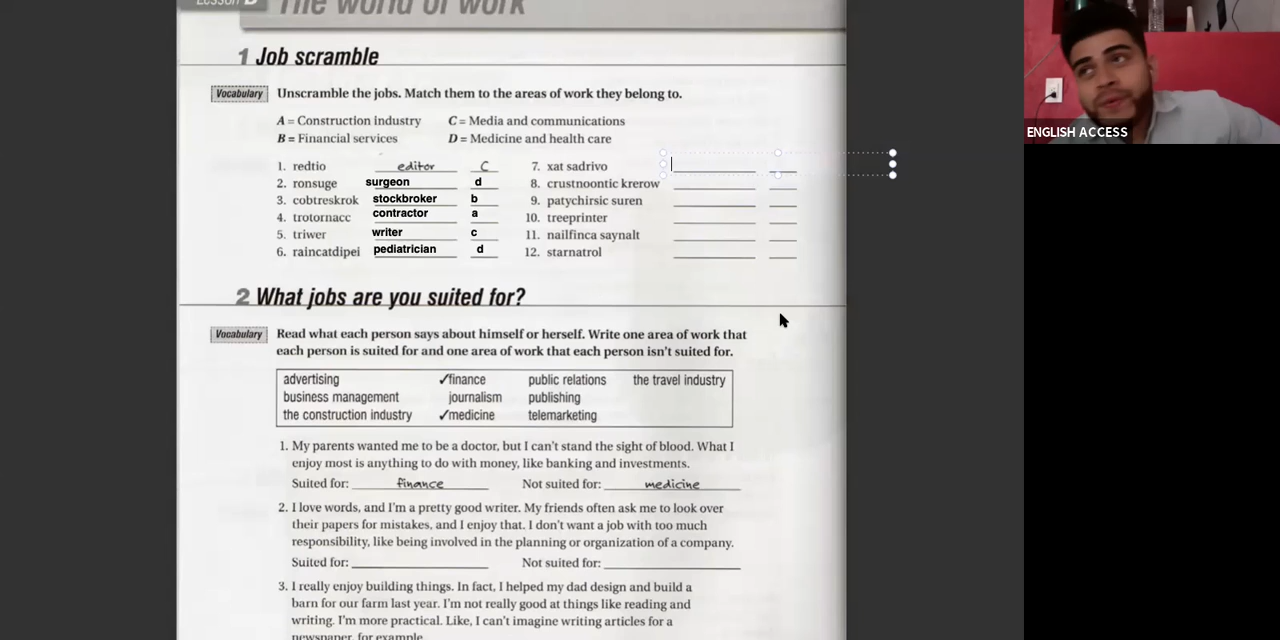 Lesson B The world of work
1 Job scramble
Vocabulary Unscramble the jobs. Match them to the areas of work they belong to.
A = Construction industry C = Media and communications
B = Financial services D = Medicine and health care
1. redtio editor C
2. ronsuge surgeon d
3. cobtreskrok stockbroker b
4. trotornacc contractor a
5. triwer writer c
6. raincatdipei pediatrician d
7. xat sadrivo
8. crustnoontic krerow
9. patychirsic suren
10. treeprinter
11. nailfinca saynalt
12. starnatrol
2 What jobs are you suited for?
Vocabulary Read what each person says about himself or herself. Write one area of work that
each person is suited for and one area of work that each person isn't suited for.
advertising ✓finance public relations the travel industry
business management journalism publishing
the construction industry ✓medicine telemarketing
1. My parents wanted me to be a doctor, but I can't stand the sight of blood. What I
enjoy most is anything to do with money, like banking and investments.
Suited for: finance Not suited for: medicine
2. I love words, and I'm a pretty good writer. My friends often ask me to look over
their papers for mistakes, and I enjoy that. I don't want a job with too much
responsibility, like being involved in the planning or organization of a company.
Suited for: Not suited for:
3. I really enjoy building things. In fact, I helped my dad design and build a
barn for our farm last year. I'm not really good at things like reading and
writing. I'm more practical. Like, I can't imagine writing articles for a
newspaper, for example.
ENGLISH ACCESS